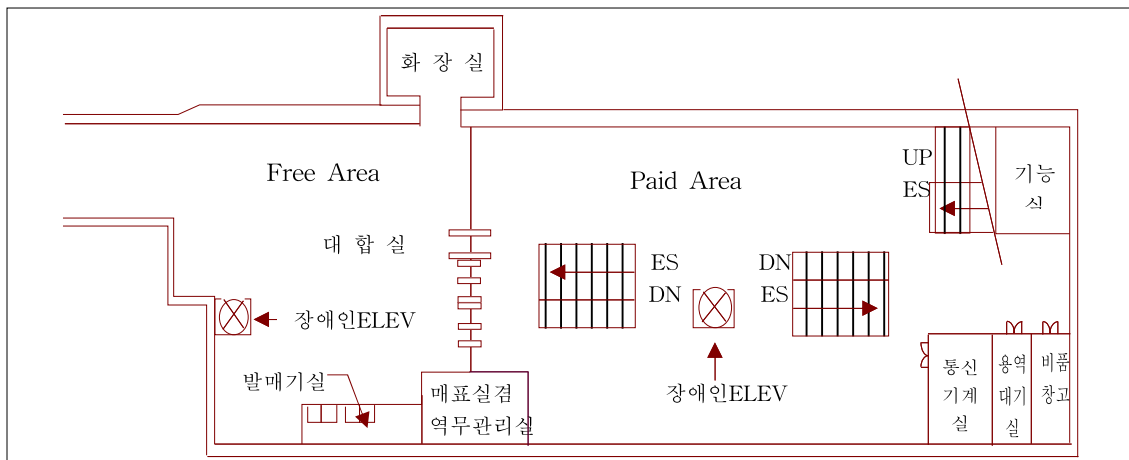 화 장 실
Free Area
Paid Area
UP
ES
기능
실
대 합 실
ES
DN
DN
ES
장애인ELEV
발매기실
매표실겸
역무관리실
장애인ELEV
통신
기계
실
용역
대기
실
비품
창고